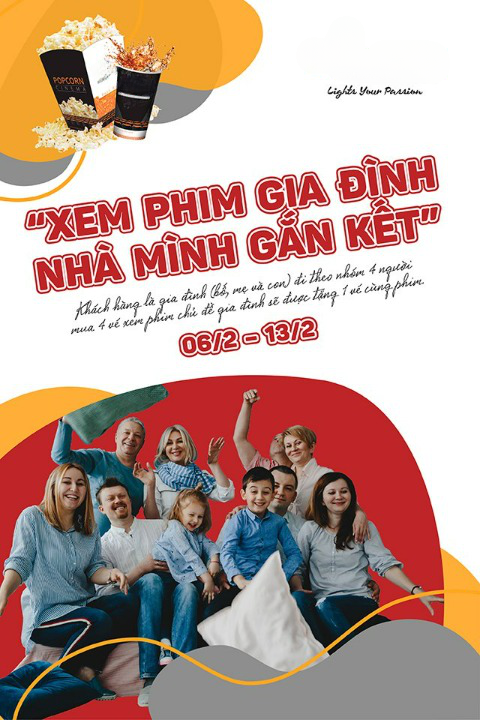 POPCORN
CINEMA
Lights Your Passion
“XEM PHIM GIA ĐÌNH
NHÀ MÌNH GẮN KẾT”
Khách hàng là gia đình (bố, mẹ và con) đi theo nhóm 4 người
mua 4 vé xem phim chủ đề gia đình sẽ được tặng 1 vé cùng phim.
06/2 – 13/2